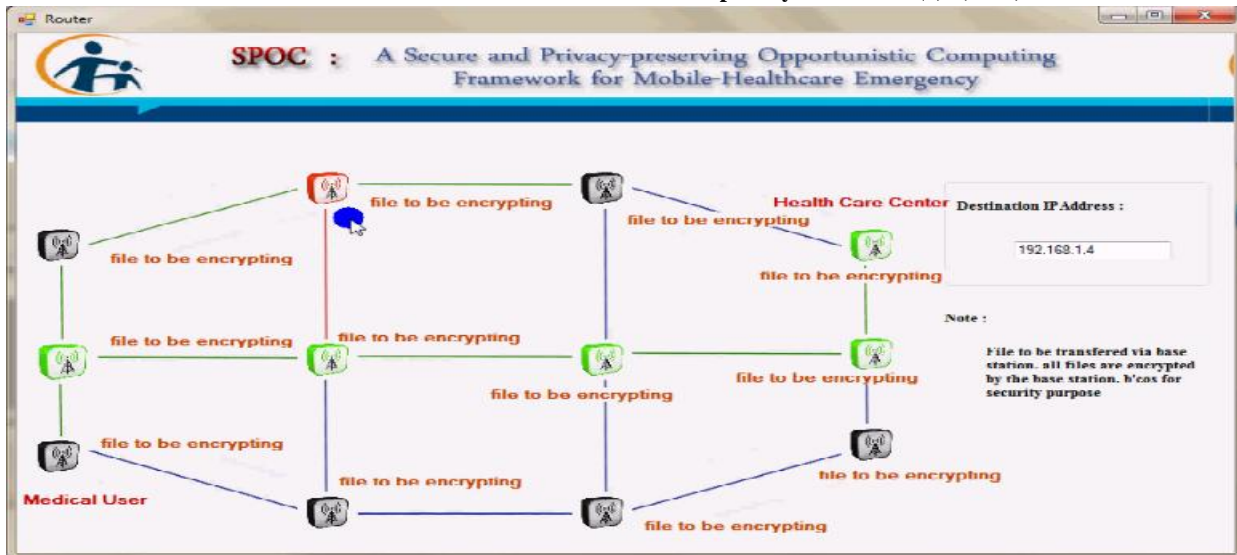 Router
SPOC : A Secure and Privacy-preserving Opportunistic Computing
Framework for Mobile-Healthcare Emergency
file to be encrypting
Health Care Center
file to be encrypting
Destination IP Address :
192.168.1.4
file to be encrypting
file to be encrypting
Note :
file to be encrypting
file to be encrypting
File to be transfered via base
station. all files are encrypted
by the base station. b'cos for
security purpose
file to be encrypting
file to be encrypting
file to be encrypting
file to be encrypting
file to be encrypting
Medical User
file to be encrypting